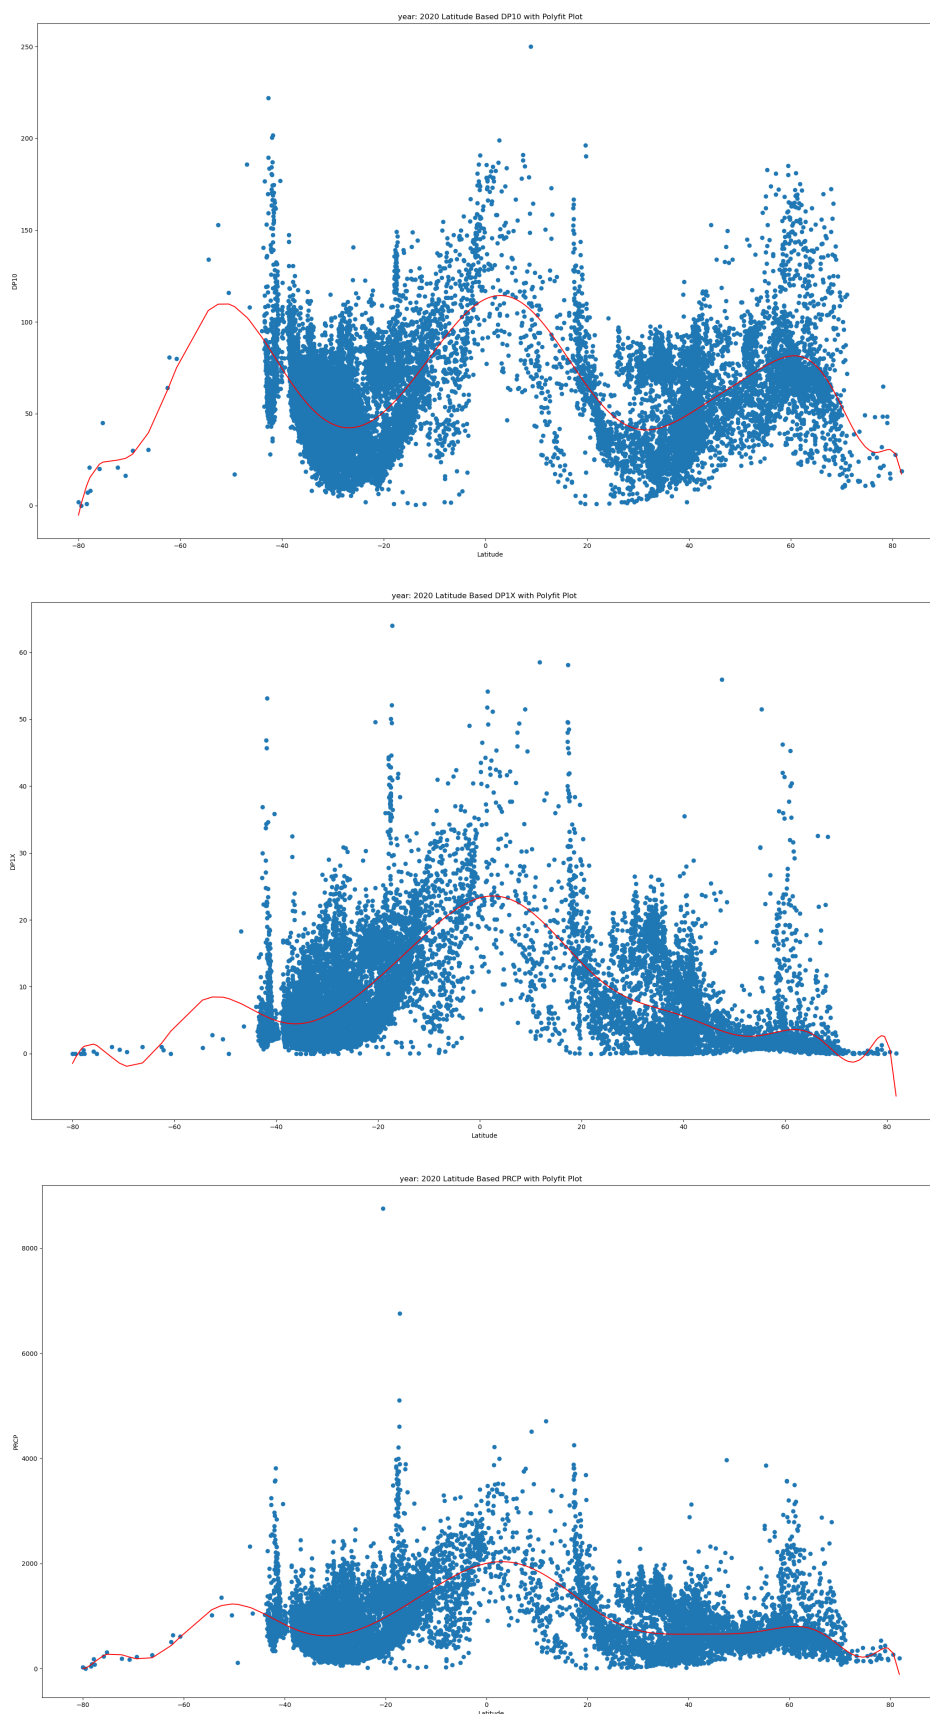 year: 2020 Latitude Based DP10 with Polyfit Plot
250
200
150
100
50
0
DP10
−80 −60 −40 −20 0 20 40 60 80
Latitude
year: 2020 Latitude Based DP1X with Polyfit Plot
60
50
40
30
20
10
0
DP1X
−80 −60 −40 −20 0 20 40 60 80
Latitude
year: 2020 Latitude Based PRCP with Polyfit Plot
8000
6000
4000
2000
0
PRCP
−80 −60 −40 −20 0 20 40 60 80
Latitude